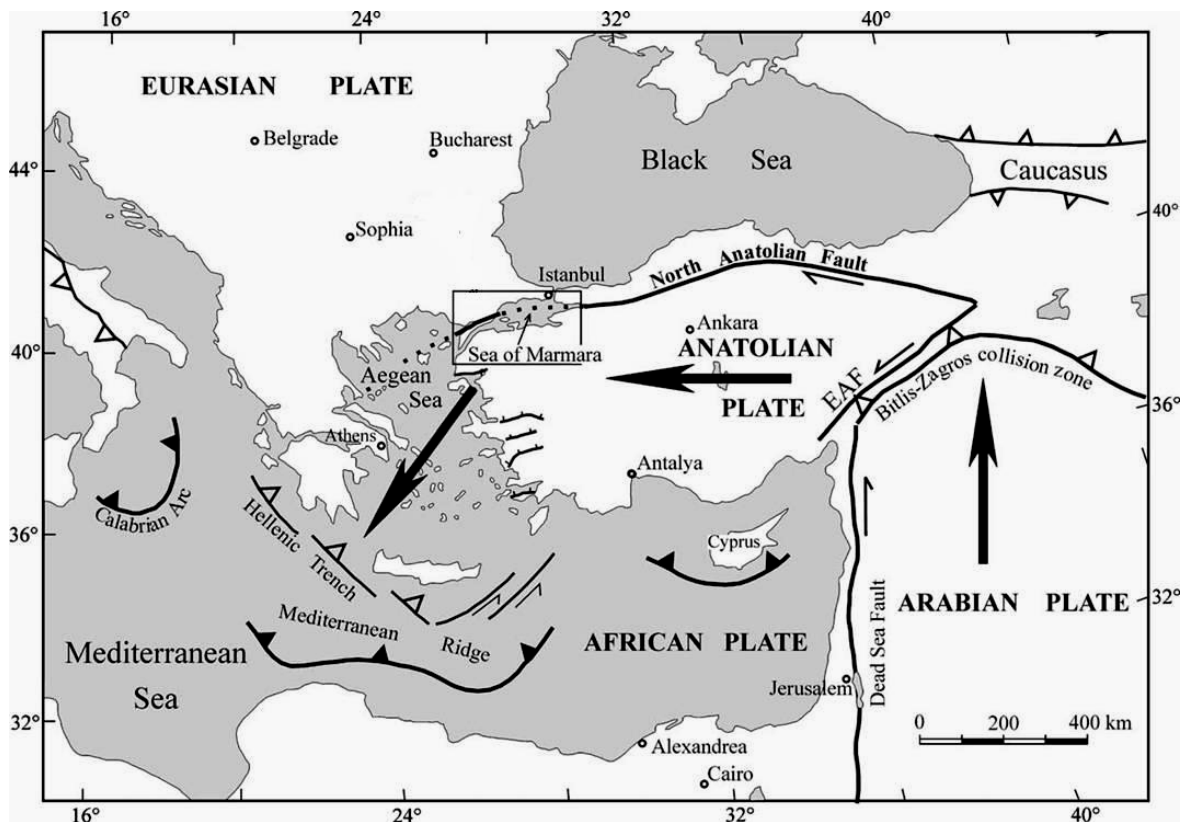 24°
32°
40°
EURASIAN PLATE
Belgrade
Bucharest
Black Sea
44°
Caucasus
40°
Sophia
Istanbul
North Anatolian Fault
Ankara
Sea of Marmara
40°
ANATOLIAN
PLATE
Aegean
Sea
EAF
Bitlis-Zagros collision zone
36°
Athens
Antalya
Calabrian Arc
Hellenic
Trench
36°
Cyprus
ARABIAN PLATE
32°
Mediterranean
Ridge
AFRICAN PLATE
Mediterranean
Sea
Dead Sea Fault
Jerusalem
32°
0 200 400 km
Alexandrea
Cairo
16°
24°
32°
40°